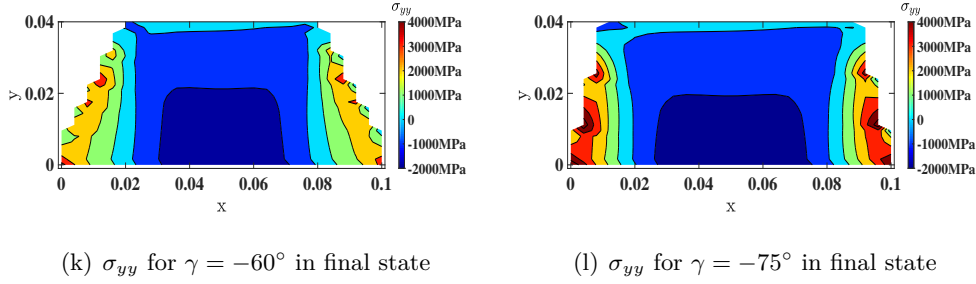 σyy
σyy
0.04
4000MPa
0.04
4000MPa
3000MPa
3000MPa
2000MPa
2000MPa
y
0.02
1000MPa
y
0.02
1000MPa
0
0
-1000MPa
-1000MPa
0
-2000MPa
0
-2000MPa
0 0.02 0.04 0.06 0.08 0.1
0 0.02 0.04 0.06 0.08 0.1
x
x
(k) σyy for γ = −60° in final state
(l) σyy for γ = −75° in final state